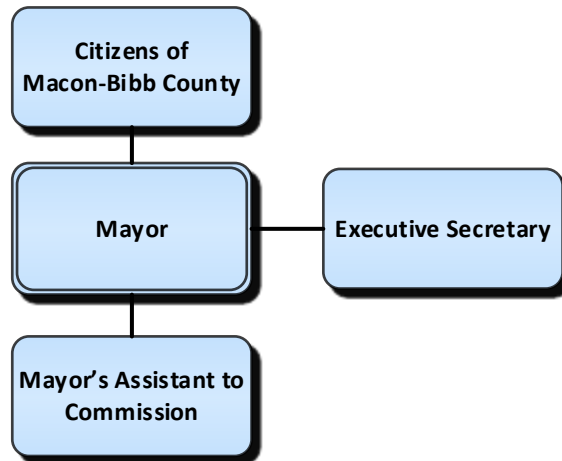 Citizens of
Macon-Bibb County
Mayor
Executive Secretary
Mayor’s Assistant to
Commission